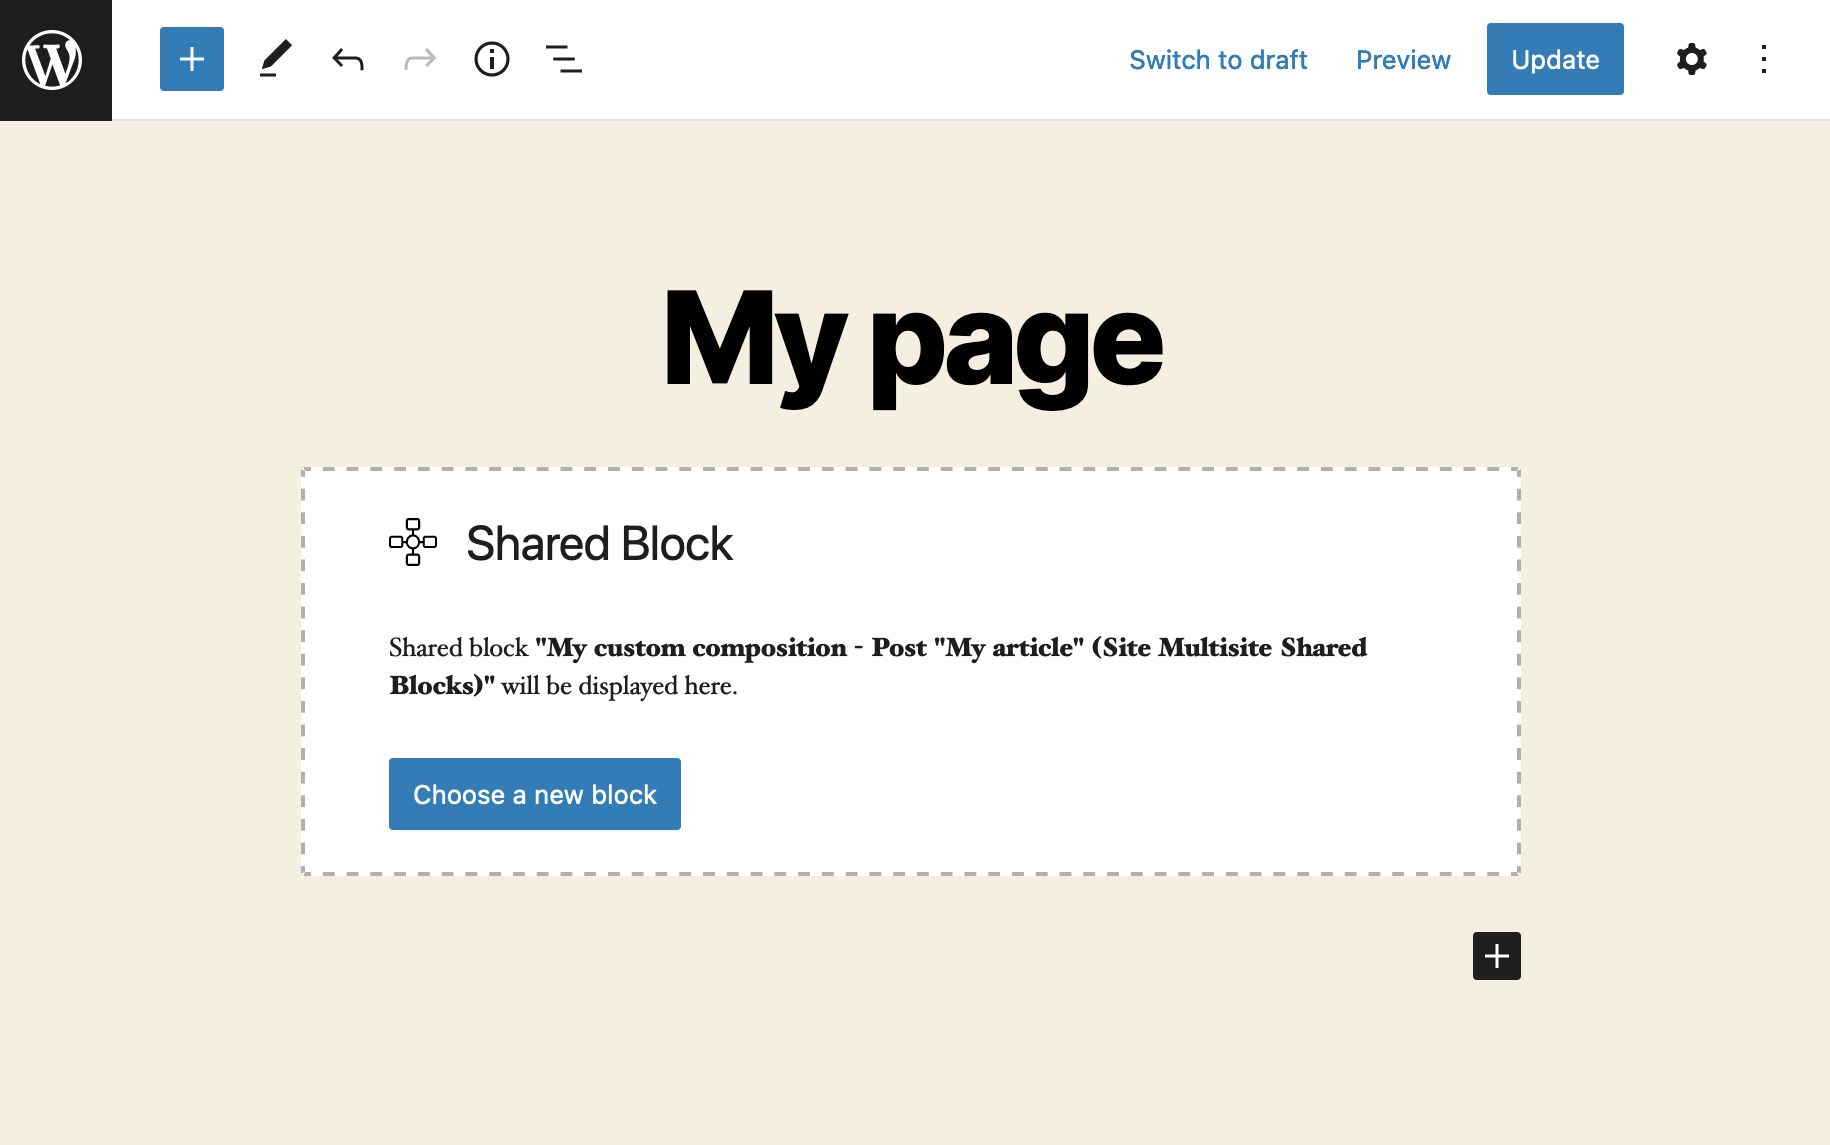 Switch to draft Preview Update
My page
Shared Block
Shared block "My custom composition - Post "My article" (Site Multisite Shared
Blocks)" will be displayed here.
Choose a new block